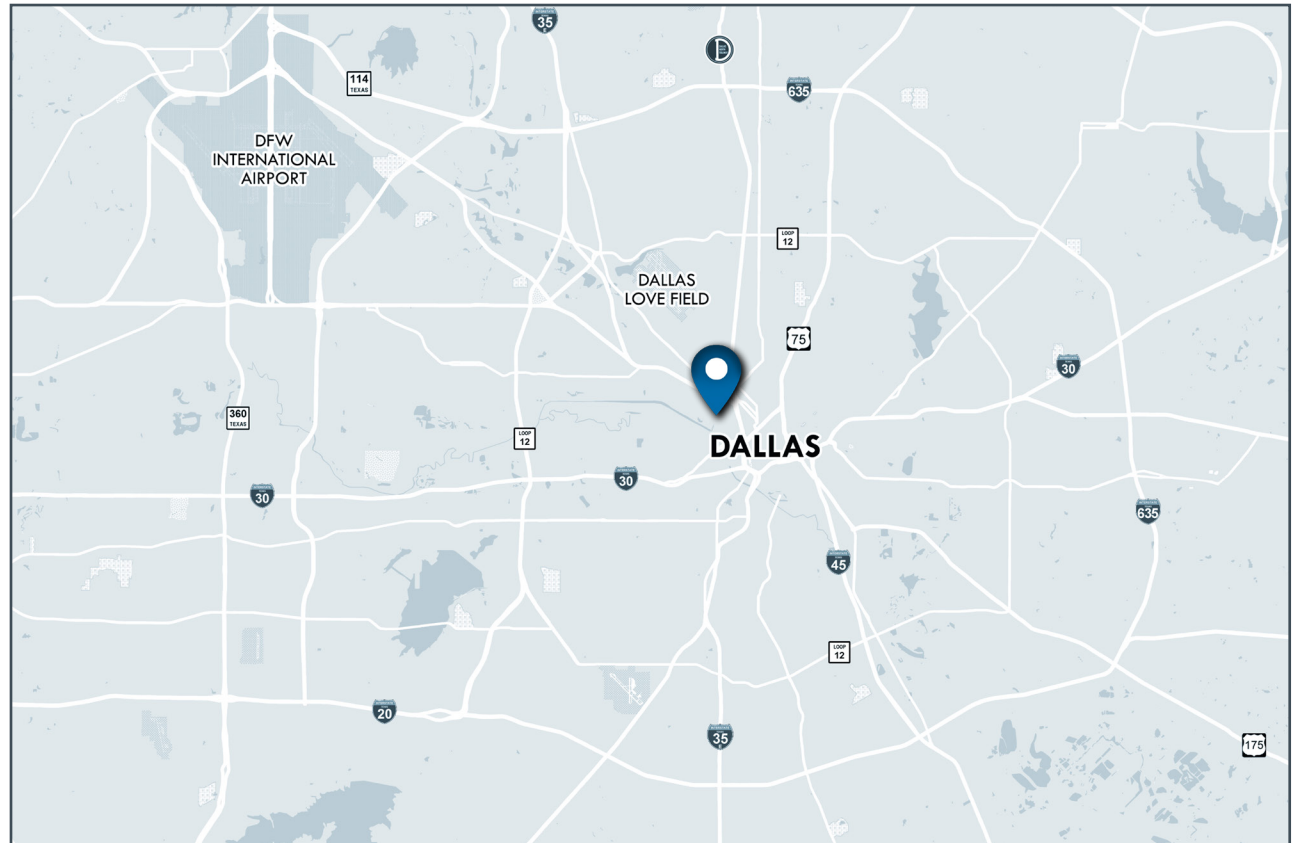 35
E
D
635
114
TEXAS
DFW
INTERNATIONAL
AIRPORT
LOOP
12
DALLAS
LOVE FIELD
75
30
360
TEXAS
LOOP
12
DALLAS
30
30
635
45
LOOP
12
20
35
E
175